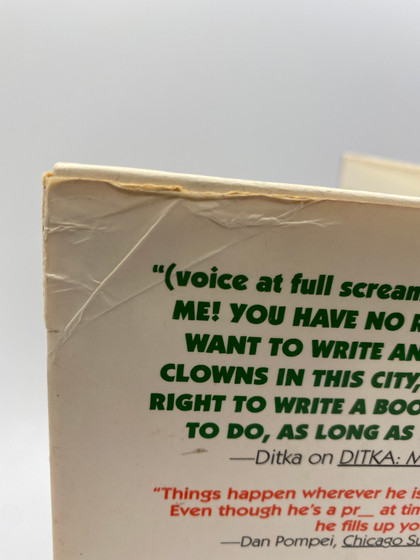 "(voice at full scream
ME! YOU HAVE NO
WANT TO WRITE AN
CLOWNS IN THIS CITY,
RIGHT TO WRITE A BOO
TO DO, AS LONG AS
—Ditka on DITKA: M
"Things happen wherever he is
Even though he's a pr__ at tim
he fills up yo
—Dan Pompei, Chicago Su